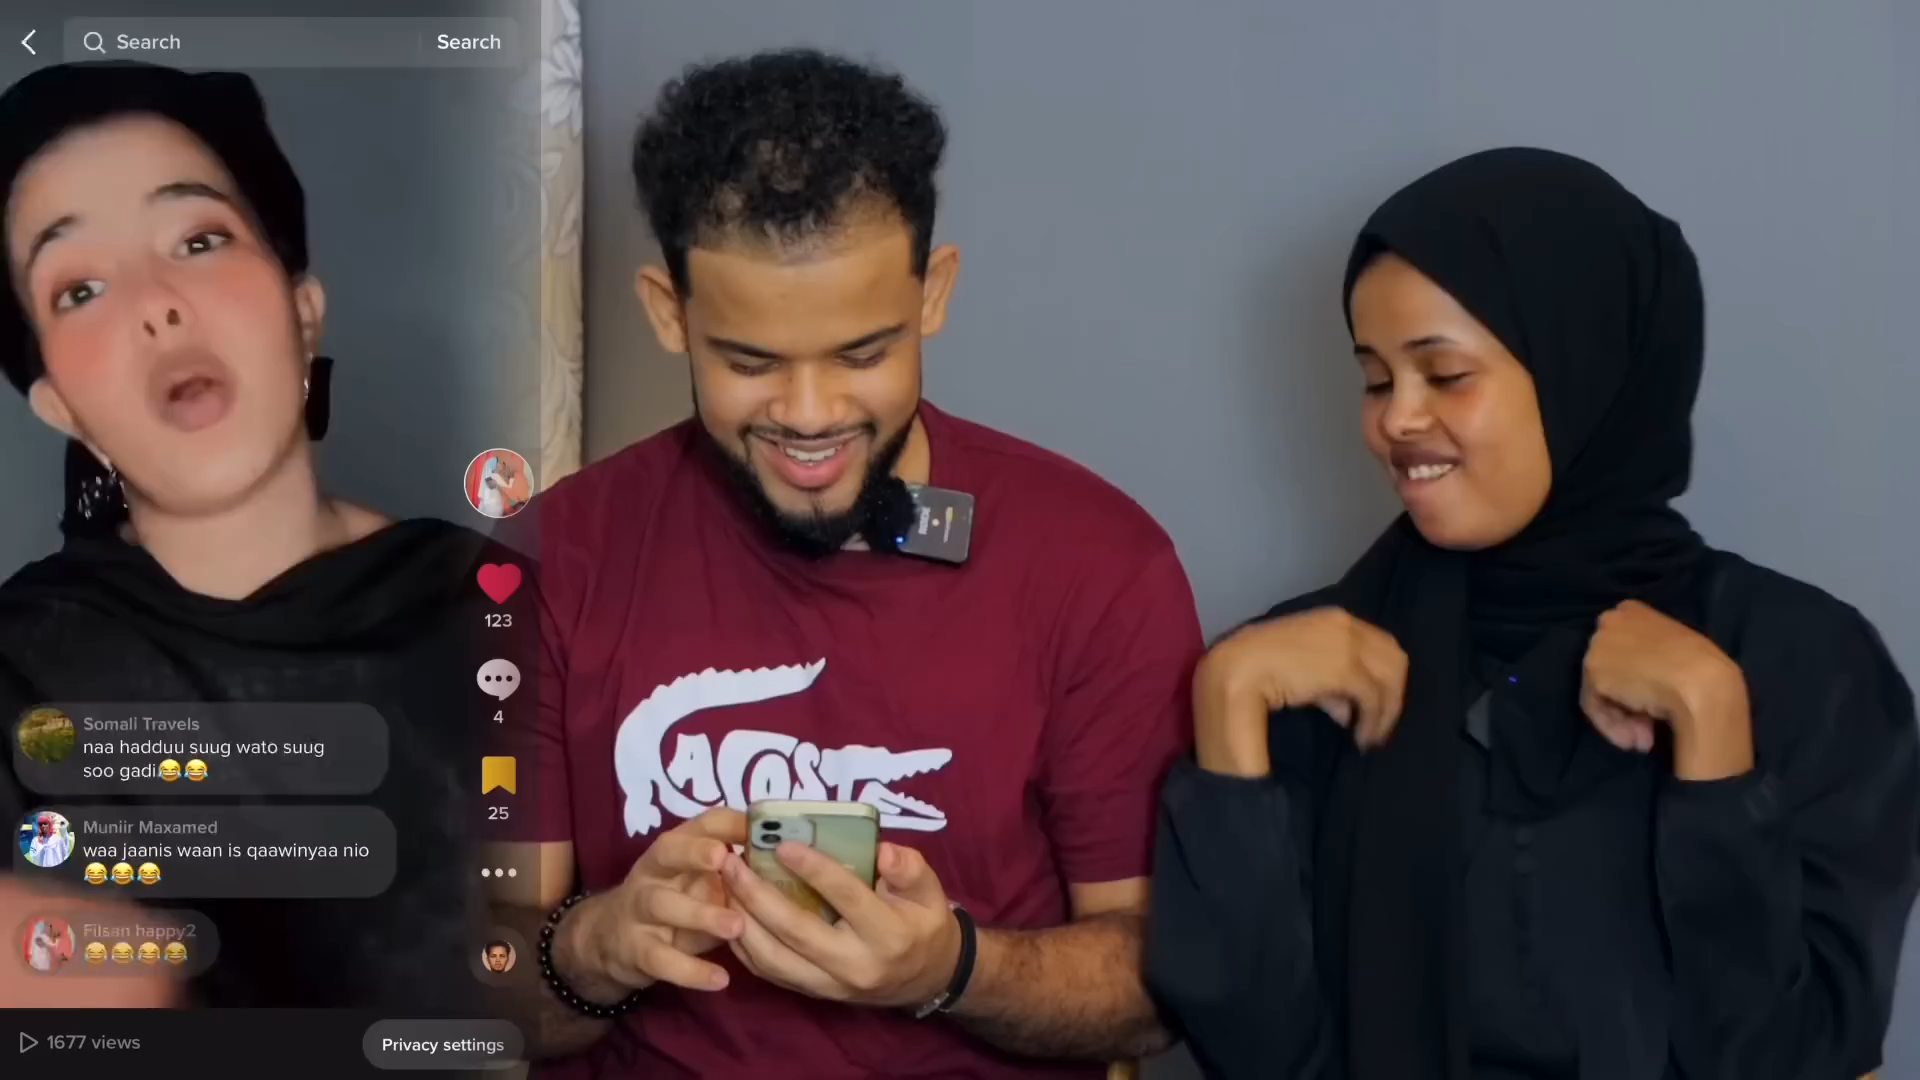 Search
Search
123
4
Somali Travels
naa hadduu suug wato suug
soo gadi😂😂
25
Muniir Maxamed
waa jaanis waan is qaawinyaa nio
😂😂😂
Filsan happy2
😂😂😂😂
1677 views
Privacy settings
LACOSTE